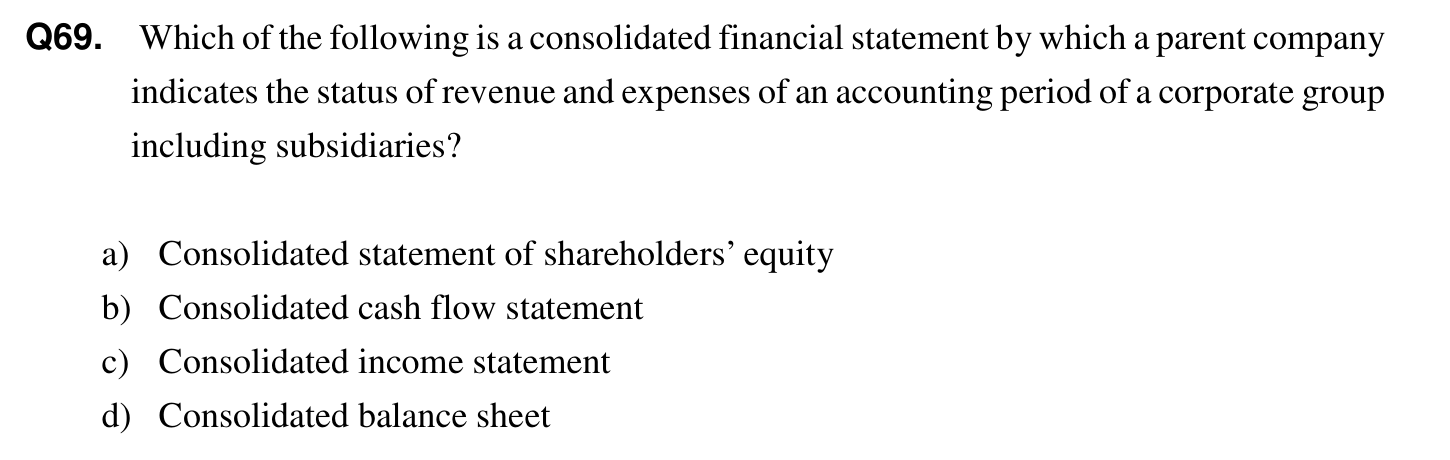 Q69. Which of the following is a consolidated financial statement by which a parent company
indicates the status of revenue and expenses of an accounting period of a corporate group
including subsidiaries?
a) Consolidated statement of shareholders’ equity
b) Consolidated cash flow statement
c) Consolidated income statement
d) Consolidated balance sheet